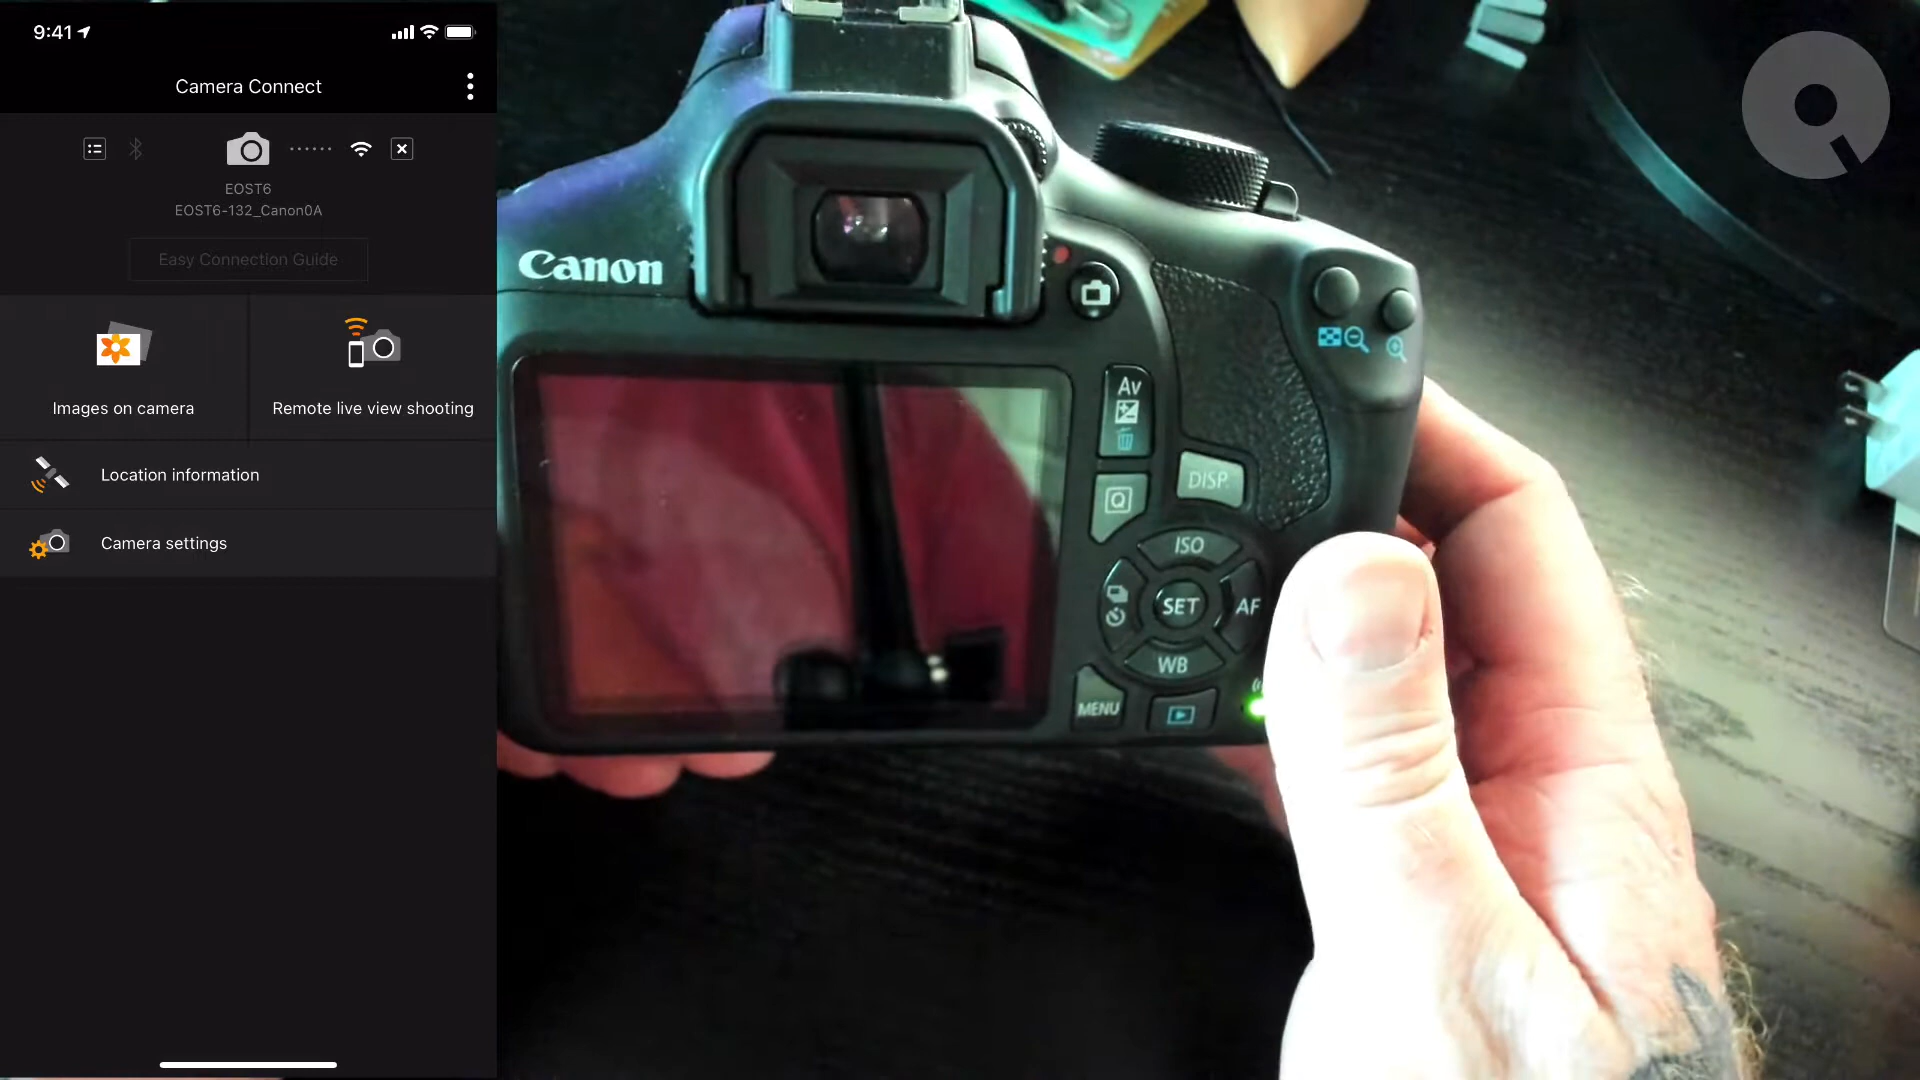 9:41
Camera Connect
EOST6
EOST6-132_Canon0A
Easy Connection Guide
Images on camera
Remote live view shooting
Location information
Camera settings
Canon
Av
Q
DISP.
ISO
SET
AF
WB
MENU